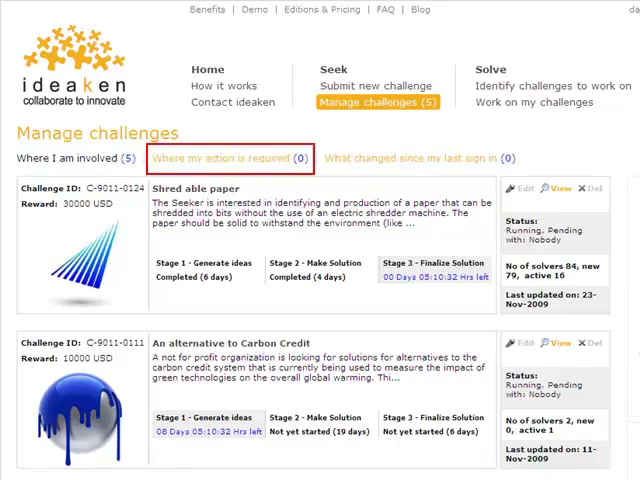 Benefits | Demo | Editions & Pricing | FAQ | Blog
da
ideaken
collaborate to innovate
Home
How it works
Contact ideaken
Seek
Submit new challenge
Manage challenges (5)
Solve
Identify challenges to work on
Work on my challenges
Manage challenges
Where I am involved (5) Where my action is required (0) What changed since my last sign in (0)
Challenge ID: C-9011-0124
Reward: 30000 USD
Shred able paper
The Seeker is interested in identifying and production of a paper that can be
shredded into bits without the use of an electric shredder machine. The
paper should be solid to withstand the environment (like ...
Stage 1 - Generate ideas
Completed (6 days)
Stage 2 - Make Solution
Completed (4 days)
Stage 3 - Finalize Solution
00 Days 05:10:32 Hrs left
Edit View Del
Status:
Running, Pending
with: Nobody
No of solvers 84, new
79, active 16
Last updated on: 23-
Nov-2009
Challenge ID: C-9011-0111
Reward: 10000 USD
An alternative to Carbon Credit
A not for profit organization is looking for solutions for alternatives to the
carbon credit system that is currently being used to measure the impact of
green technologies on the overall global warming. Thi...
Stage 1 - Generate ideas
08 Days 05:10:32 Hrs left
Stage 2 - Make Solution
Not yet started (19 days)
Stage 3 - Finalize Solution
Not yet started (6 days)
Edit View Del
Status:
Running, Pending
with: Nobody
No of solvers 2, new
0, active 1
Last updated on: 11-
Nov-2009